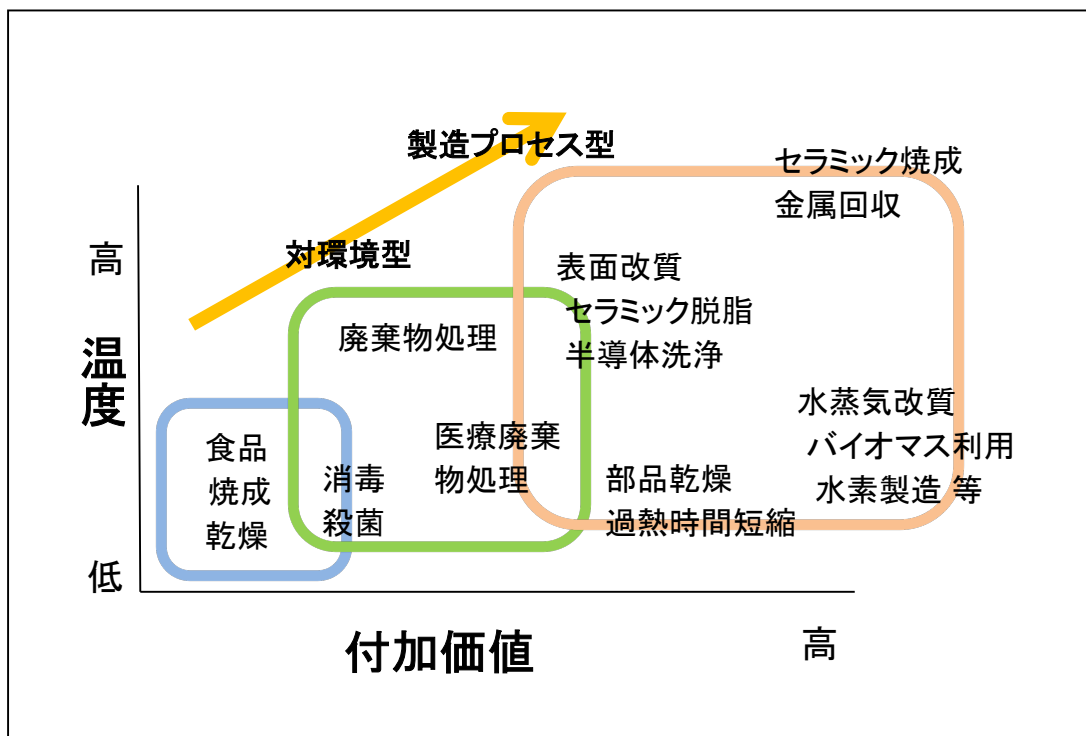 製造プロセス型
セラミック焼成
金属回収
高
対環境型
表面改質
セラミック脱脂
半導体洗浄
廃棄物処理
温度
水蒸気改質
バイオマス利用
水素製造 等
食品
焼成
乾燥
消毒
殺菌
医療廃棄
物処理
部品乾燥
過熱時間短縮
低
付加価値
高